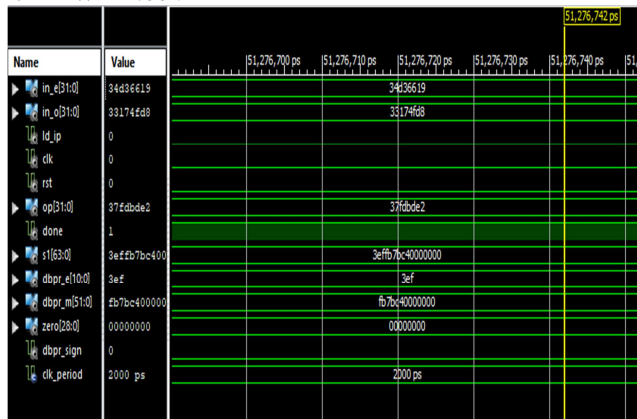 51,276,742 ps
Name Value 51,276,700 ps 51,276,710 ps 51,276,720 ps 51,276,730 ps 51,276,740 ps 51,
in_e[31:0] 34d36619 34d36619
in_o[31:0] 33174fd8 33174fd8
ld_ip 0
clk 0
rst 0
op[31:0] 37fdbde2 37fdbde2
done 1
s1[63:0] 3effb7bc400 3effb7bc40000000
dbpr_e[10:0] 3ef 3ef
dbpr_m[51:0] fb7bc400000 fb7bc40000000
zero[28:0] 00000000 00000000
dbpr_sign 0
clk_period 2000 ps 2000 ps